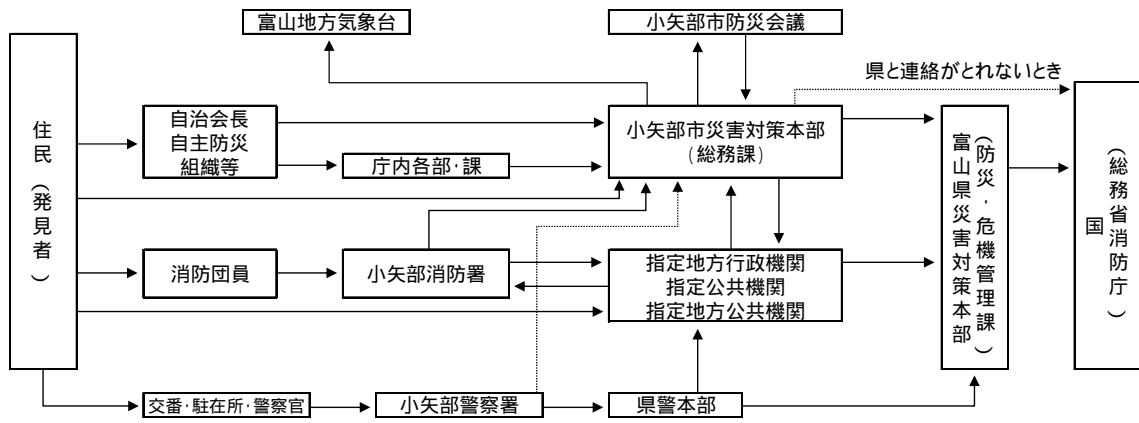 富山地方気象台
小矢部市防災会議
県と連絡がとれないとき
住民(発見者)
自治会長
自主防災
組織等
庁内各部・課
小矢部市災害対策本部
(総務課)
消防団員
小矢部消防署
指定地方行政機関
指定公共機関
指定地方公共機関
富山県災害対策本部
(防災・危機管理課)
国
(総務省消防庁)
交番・駐在所・警察官
小矢部警察署
県警本部